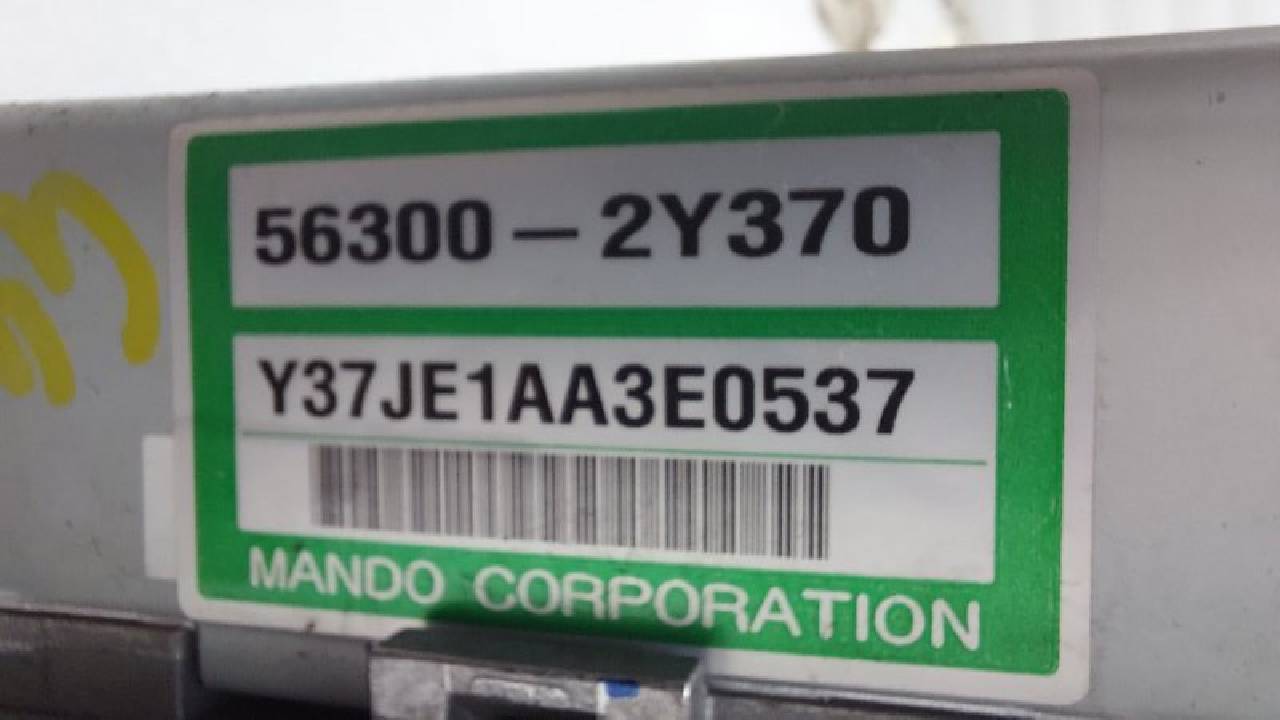 56300-2Y370
Y37JE1AA3E0537
MANDO CORPORATION